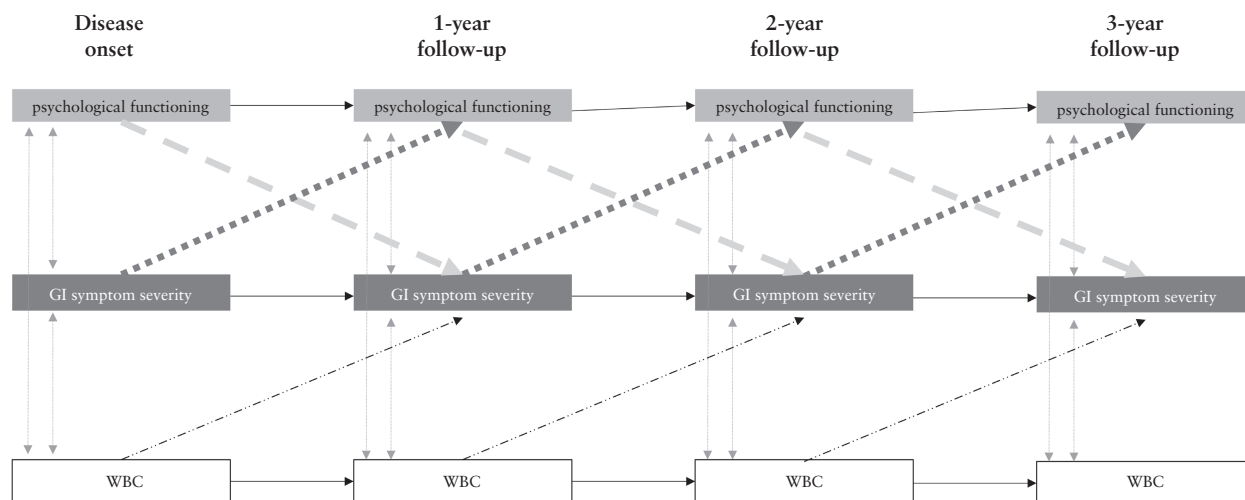 Disease
onset
1-year
follow-up
2-year
follow-up
3-year
follow-up
psychological functioning
psychological functioning
psychological functioning
psychological functioning
GI symptom severity
GI symptom severity
GI symptom severity
GI symptom severity
WBC
WBC
WBC
WBC